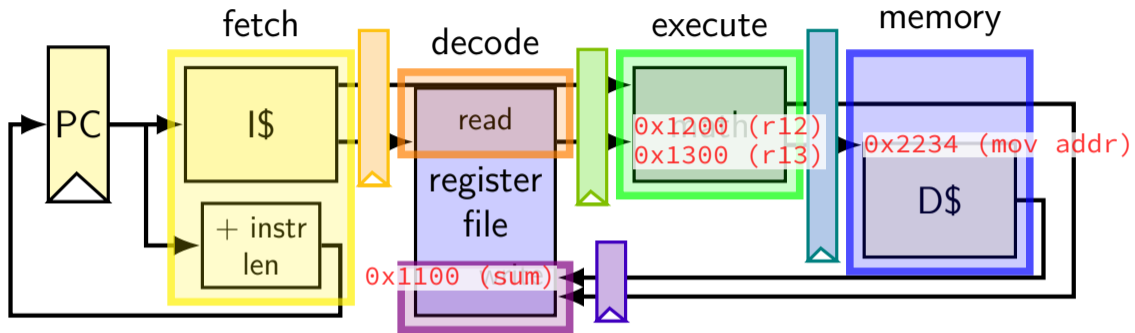 fetch
decode
execute
memory
PC
I$
read
0x1200 (r12)
0x1300 (r13)
0x2234 (mov addr)
register
file
D$
+ instr
len
0x1100 (sum)